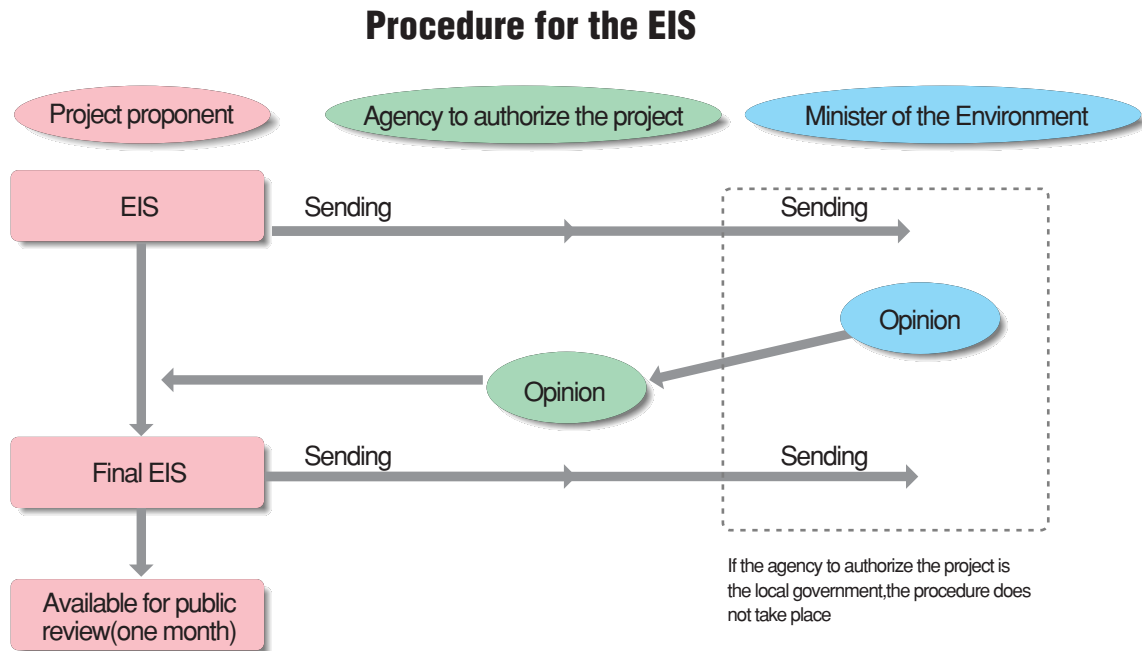 Procedure for the EIS
Project proponent
Agency to authorize the project
Minister of the Environment
EIS
Sending
Sending
Opinion
Opinion
Final EIS
Sending
Sending
If the agency to authorize the project is
the local government,the procedure does
not take place
Available for public
review(one month)